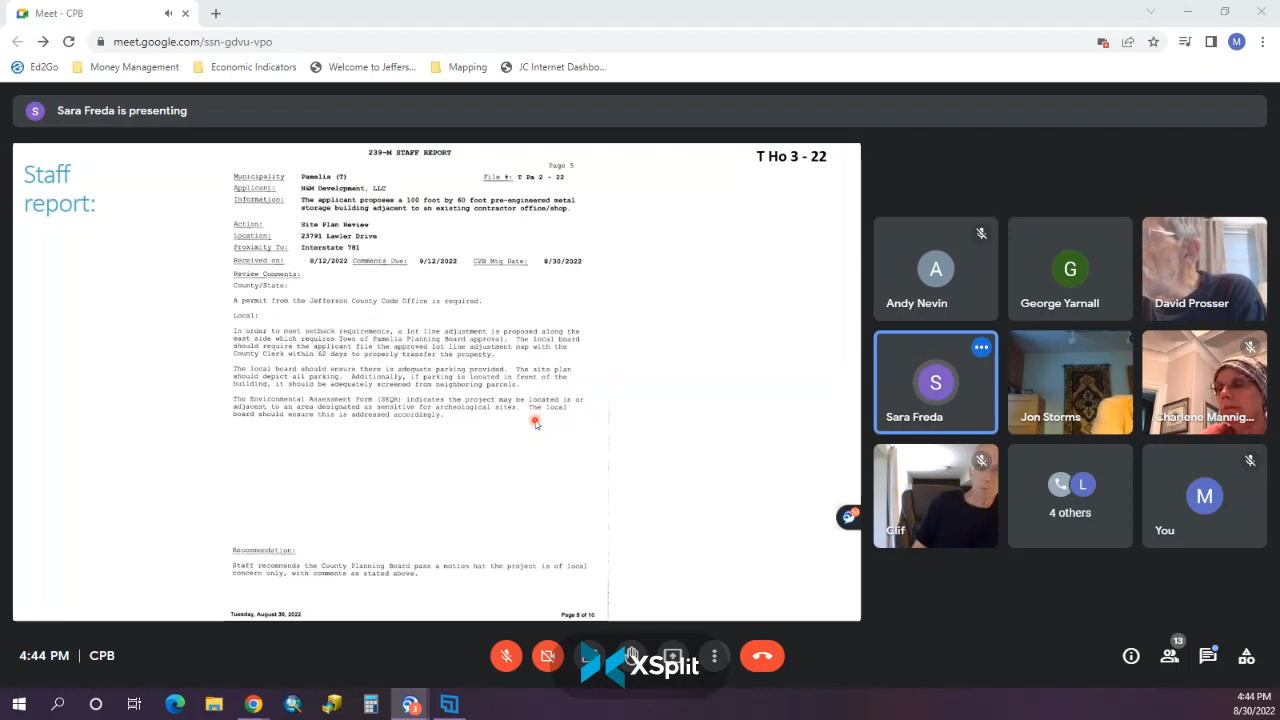 Meet - CPB
meet.google.com/ssn-gdvu-vpo
M
Ed2Go
Money Management
Economic Indicators
Welcome to Jeffers...
Mapping
JC Internet Dashbo...
S
Sara Freda is presenting
Staff
report:
T Ho 3 - 22
239-M STAFF REPORT
Page 5
Municipality Pamelia (T) File #: T Pa 2 - 22
Applicant: N&M Development, LLC
Information: The applicant proposes a 100 foot by 60 foot pre-engineered metal
storage building adjacent to an existing contractor office/shop.
Action: Site Plan Review
Location: 23791 Lawler Drive
Proximity To: Interstate 781
Received on: 8/12/2022 Comments Due: 9/12/2022 CPB Mtg Date: 8/30/2022
Review Comments:
County/State:
A permit from the Jefferson County Code Office is required.
Local:
In order to meet setback requirements, a lot line adjustment is proposed along the
east side which requires Town of Pamelia Planning Board approval. The local board
should require the applicant file the approved lot line adjustment map with the
County Clerk within 62 days to properly transfer the property.
The local board should ensure there is adequate parking provided. The site plan
should depict all parking. Additionally, if parking is located in front of the
building, it should be adequately screened from neighboring parcels.
The Environmental Assessment Form (SEQR) indicates the project may be located in or
adjacent to an area designated as sensitive for archeological sites. The local
board should ensure this is addressed accordingly.
Recommendation:
Staff recommends the County Planning Board pass a motion hat the project is of local
concern only, with comments as stated above.
Tuesday, August 30, 2022
Page 5 of 10
A
Andy Nevin
G
George Yarnall
David Prosser
S
Sara Freda
Jon Storms
Charlene Mannig...
Clif
L
4 others
M
You
4:44 PM | CPB
XSplit
13
3
4:44 PM
8/30/2022